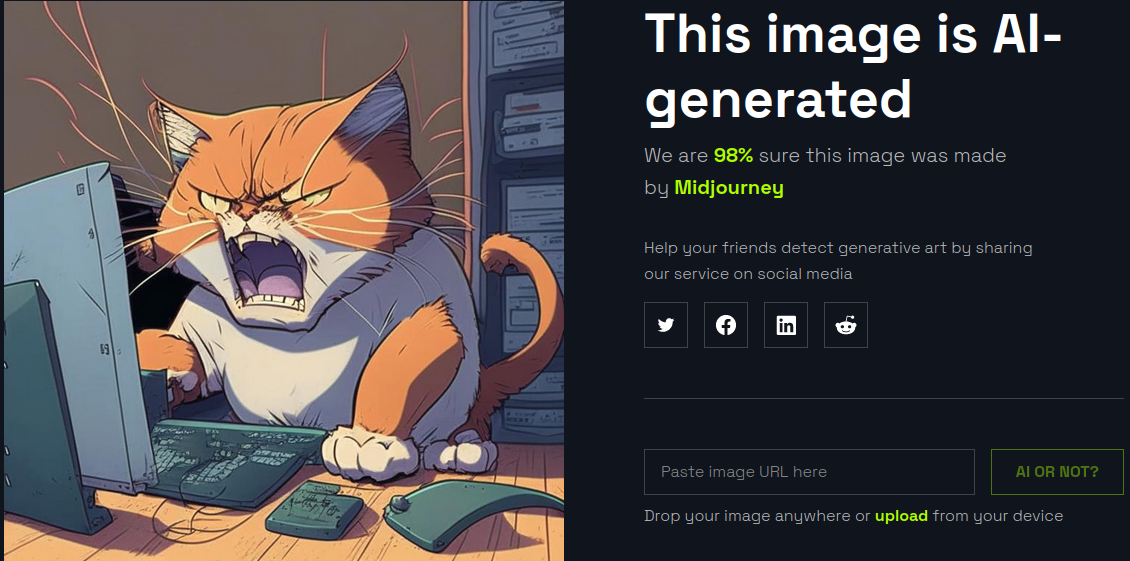 This image is AI-
generated
We are 98% sure this image was made
by Midjourney
Help your friends detect generative art by sharing
our service on social media
Paste image URL here
AI OR NOT?
Drop your image anywhere or upload from your device